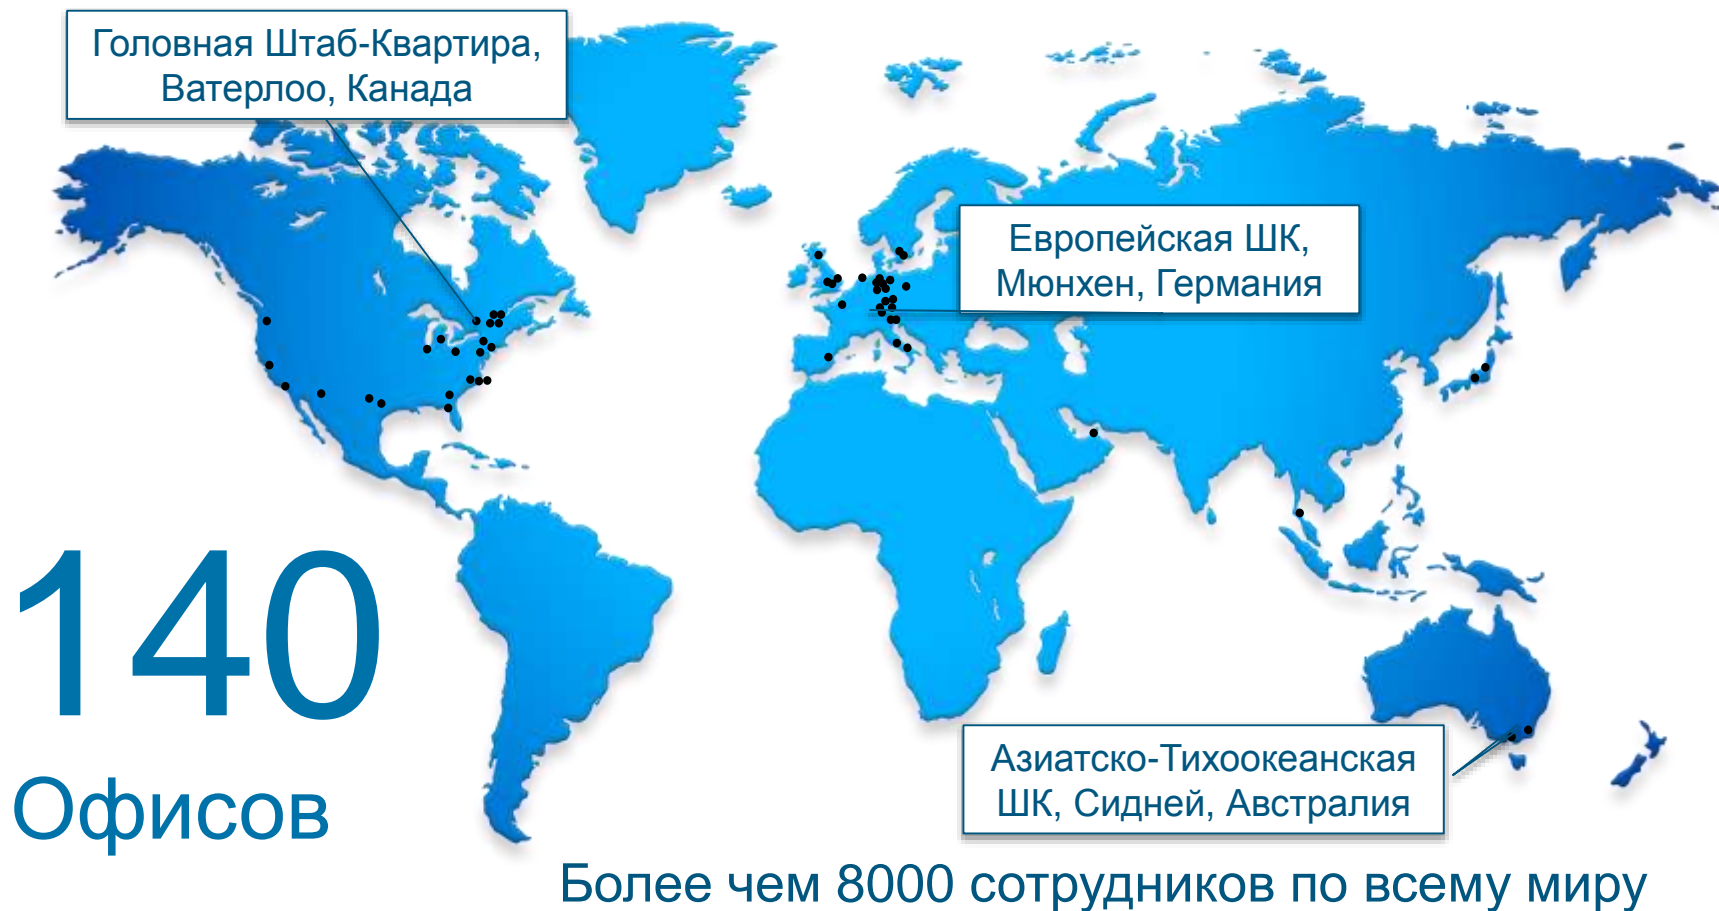 Головная Штаб-Квартира,
Ватерлоо, Канада
Европейская ШК,
Мюнхен, Германия
140
Офисов
Азиатско-Тихоокеанская
ШК, Сидней, Австралия
Более чем 8000 сотрудников по всему миру